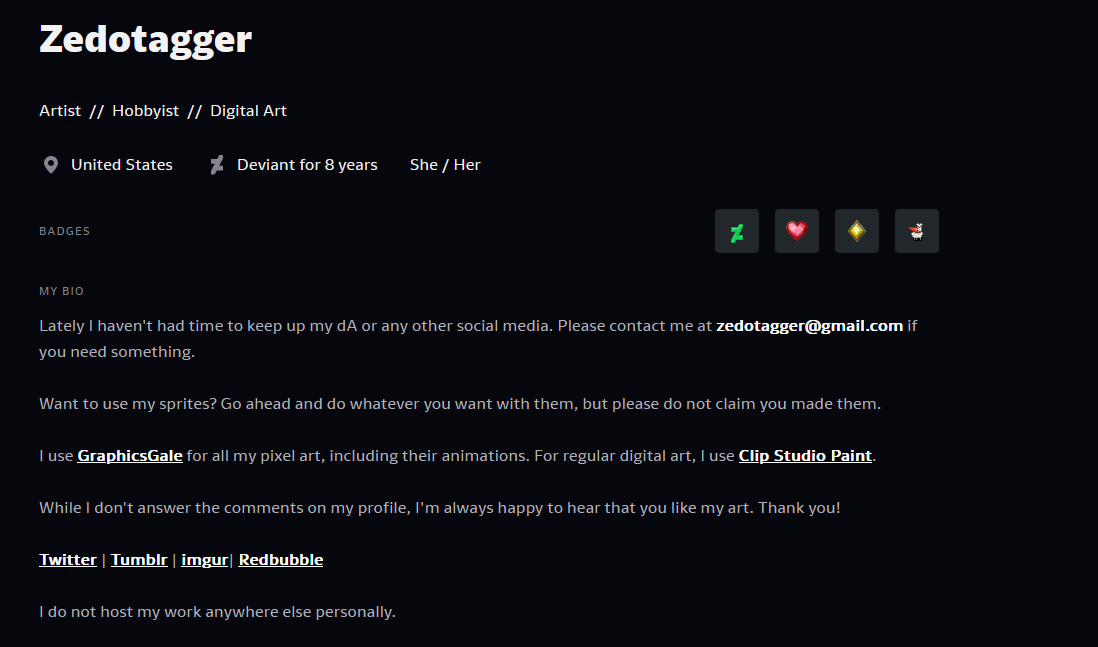 Zedotagger
Artist // Hobbyist // Digital Art
United States Deviant for 8 years She / Her
BADGES
MY BIO
Lately I haven't had time to keep up my dA or any other social media. Please contact me at zedotagger@gmail.com if
you need something.
Want to use my sprites? Go ahead and do whatever you want with them, but please do not claim you made them.
I use GraphicsGale for all my pixel art, including their animations. For regular digital art, I use Clip Studio Paint.
While I don't answer the comments on my profile, I'm always happy to hear that you like my art. Thank you!
Twitter | Tumblr | imgur| Redbubble
I do not host my work anywhere else personally.